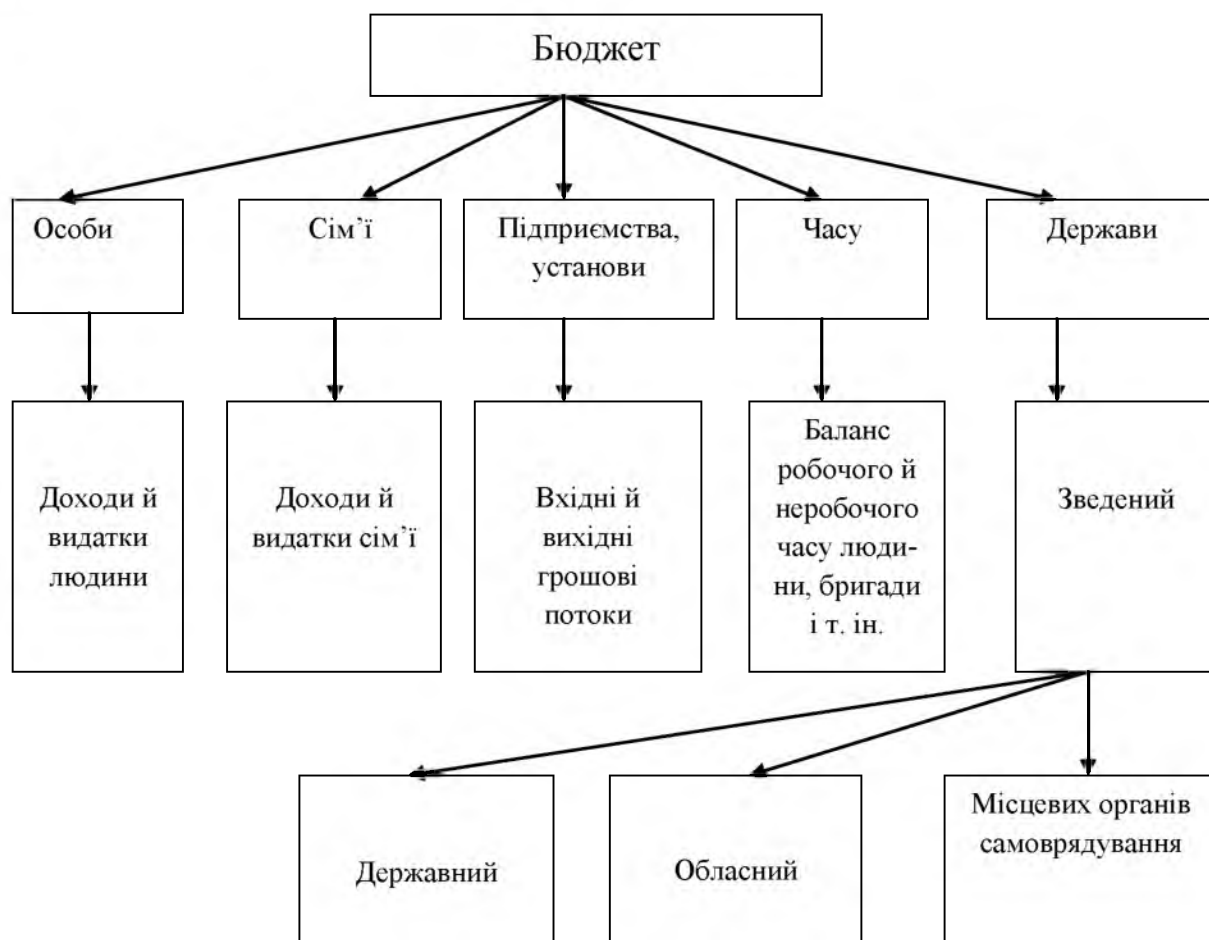 Бюджет
Особи
Сім’ї
Підприємства,
установи
Часу
Держави
Доходи й
видатки
людини
Доходи й
видатки сім’ї
Вхідні й
вихідні
грошові
потоки
Баланс
робочого й
неробочого
часу люди-
ни, бригади
і т. ін.
Зведений
Державний
Обласний
Місцевих органів
самоврядування